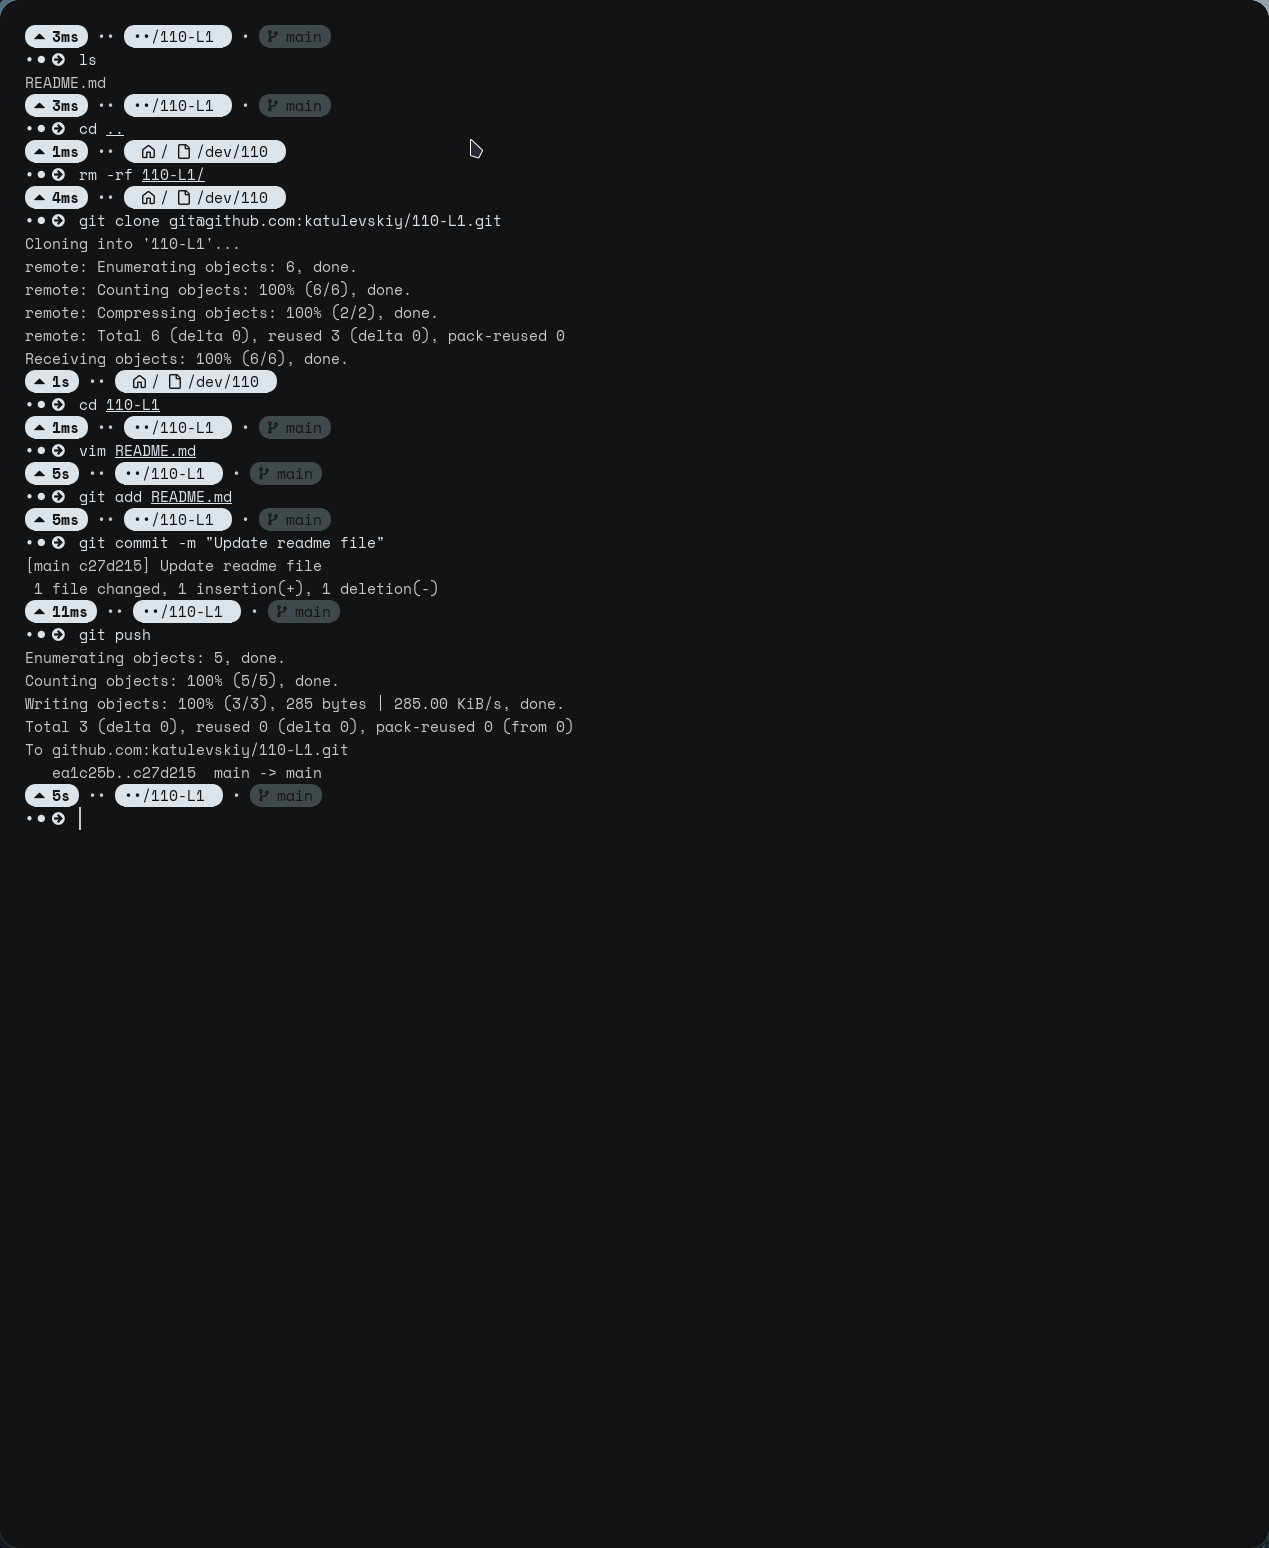 3ms •• ••/110-L1 • main
ls
README.md
3ms •• ••/110-L1 • main
cd ..
1ms •• / /dev/110
rm -rf 110-L1/
4ms •• / /dev/110
git clone git@github.com:katulevskiy/110-L1.git
Cloning into '110-L1'...
remote: Enumerating objects: 6, done.
remote: Counting objects: 100% (6/6), done.
remote: Compressing objects: 100% (2/2), done.
remote: Total 6 (delta 0), reused 3 (delta 0), pack-reused 0
Receiving objects: 100% (6/6), done.
1s •• / /dev/110
cd 110-L1
1ms •• ••/110-L1 • main
vim README.md
5s •• ••/110-L1 • main
git add README.md
5ms •• ••/110-L1 • main
git commit -m "Update readme file"
[main c27d215] Update readme file
 1 file changed, 1 insertion(+), 1 deletion(-)
11ms •• ••/110-L1 • main
git push
Enumerating objects: 5, done.
Counting objects: 100% (5/5), done.
Writing objects: 100% (3/3), 285 bytes | 285.00 KiB/s, done.
Total 3 (delta 0), reused 0 (delta 0), pack-reused 0 (from 0)
To github.com:katulevskiy/110-L1.git
   ea1c25b..c27d215  main -> main
5s •• ••/110-L1 • main